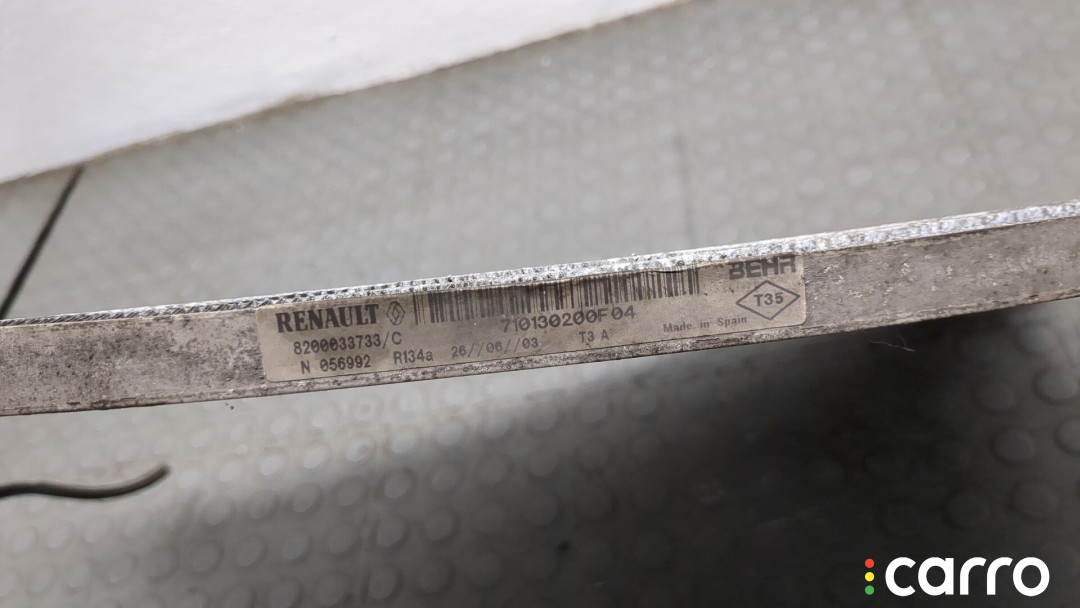 RENAULT
BEHR
710130200F04
T35
8200033733/C
N 056992 R134a 26//06//03 T3 A Made in Spain
carro